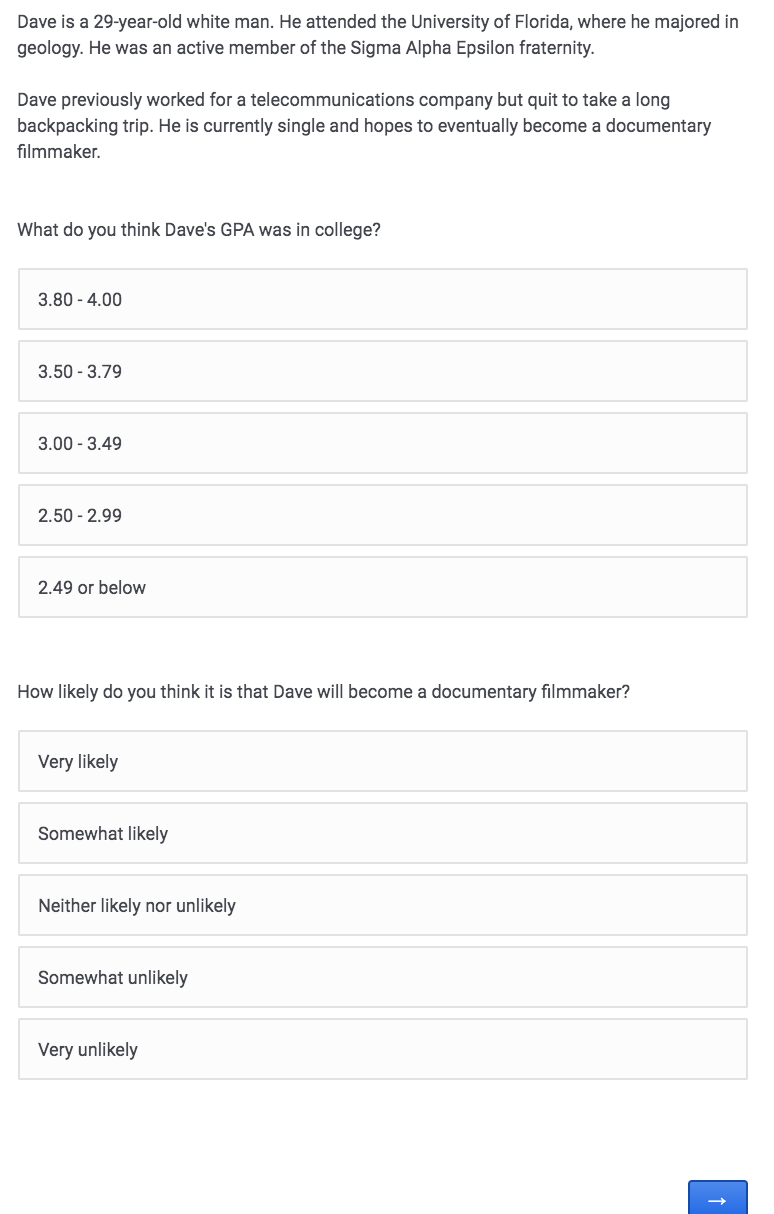 Dave is a 29-year-old white man. He attended the University of Florida, where he majored in
geology. He was an active member of the Sigma Alpha Epsilon fraternity.
Dave previously worked for a telecommunications company but quit to take a long
backpacking trip. He is currently single and hopes to eventually become a documentary
filmmaker.
What do you think Dave's GPA was in college?
3.80 - 4.00
3.50 - 3.79
3.00 - 3.49
2.50 - 2.99
2.49 or below
How likely do you think it is that Dave will become a documentary filmmaker?
Very likely
Somewhat likely
Neither likely nor unlikely
Somewhat unlikely
Very unlikely
→